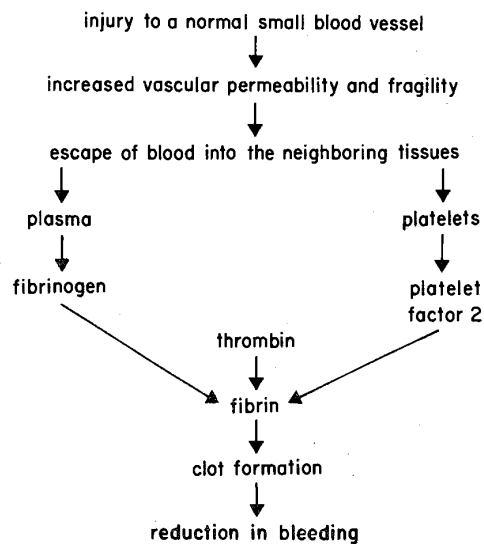 injury to a normal small blood vessel
increased vascular permeability and fragility
escape of blood into the neighboring tissues
plasma
platelets
fibrinogen
platelet
factor 2
thrombin
fibrin
clot formation
reduction in bleeding